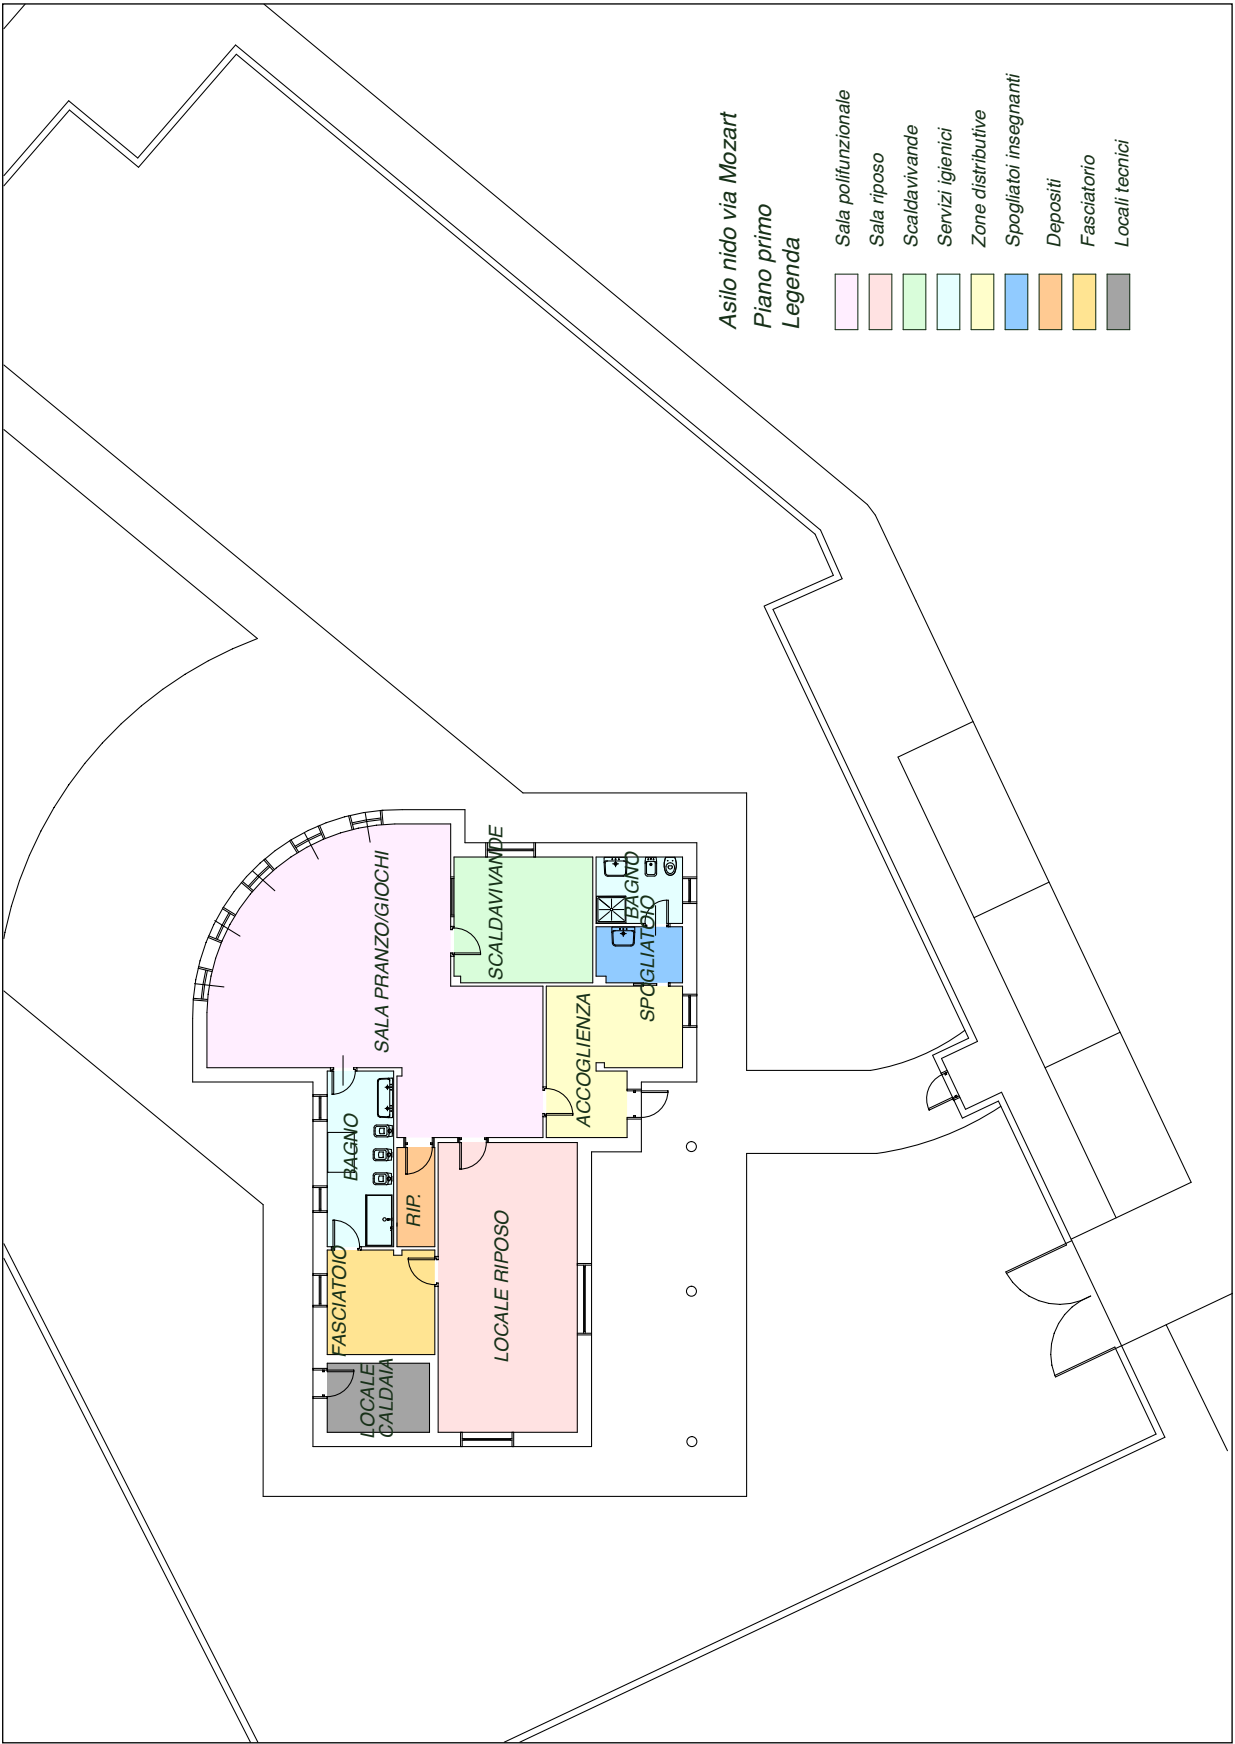 Asilo nido via Mozart
Piano primo
Legenda
Sala polifunzionale
Sala riposo
Scaldavivande
Servizi igienici
Zone distributive
Spogliatoi insegnanti
Depositi
Fasciatorio
Locali tecnici
SALA PRANZO/GIOCHI
SCALDAVIVANDE
BAGNO
SPOGLIATOIO
ACCOGLIENZA
BAGNO
RIP.
FASCIATOIO
LOCALE RIPOSO
LOCALE
CALDAIA